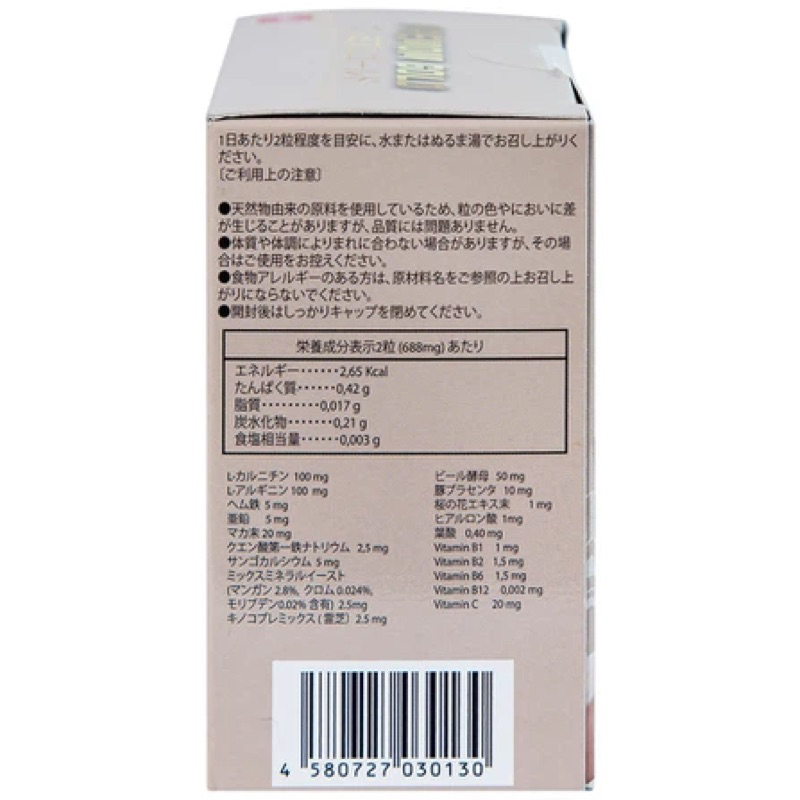 1日あたり2粒程度を目安に、水またはぬるま湯でお召し上がりく
ださい。
〔ご利用上の注意〕
●天然物由来の原料を使用しているため、粒の色やにおいに差
が生じることがありますが、品質には問題ありません。
●体質や体調によりまれに合わない場合がありますが、その場
合はご使用をお控えください。
●食物アレルギーのある方は、原材料名をご参照の上お召し上
がりにならないでください。
●開封後はしっかりキャップを閉めてください。
栄養成分表示2粒 (688mg) あたり
エネルギー······2,65 Kcal
たんぱく質······0,42 g
脂質·········0,017 g
炭水化物·······0,21 g
食塩相当量·····0,003 g
L-カルニチン 100 mg
L-アルギニン 100 mg
ヘム鉄 5 mg
亜鉛 5 mg
マカ末 20 mg
クエン酸第一鉄ナトリウム 2,5 mg
サンゴカルシウム 5 mg
ミックスミネラルイースト
(マンガン 2.8%, クロム 0.024%,
モリブデン0.02% 含有) 2.5mg
キノコプレミックス ( 霊芝 ) 2.5 mg
ビール酵母 50 mg
豚プラセンタ 10 mg
桜の花エキス末 1 mg
ヒアルロン酸 1mg
葉酸 0,40 mg
Vitamin B1 1 mg
Vitamin B2 1,5 mg
Vitamin B6 1,5 mg
Vitamin B12 0,002 mg
Vitamin C 20 mg
4 580727 030130